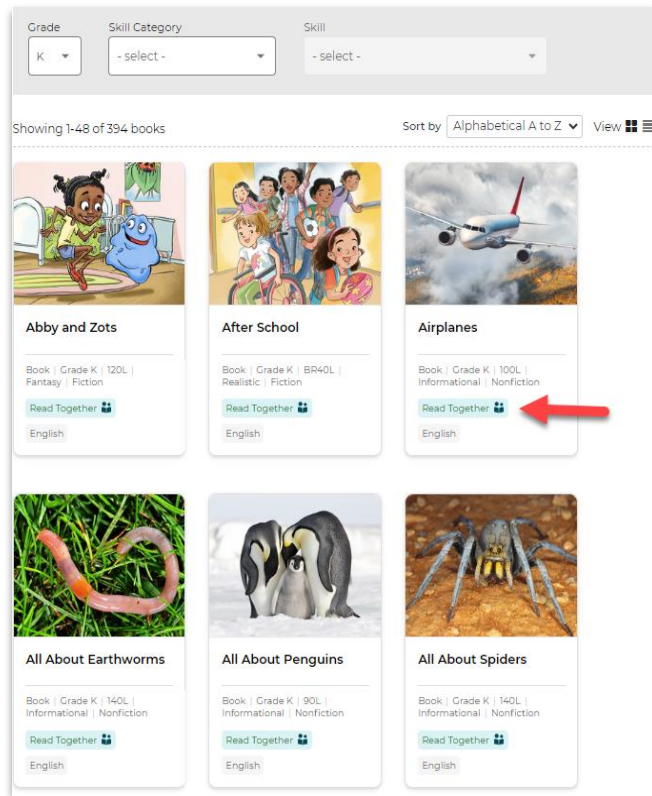 Grade Skill Category Skill
K - select - - select -
Showing 1-48 of 394 books Sort by Alphabetical A to Z View
Abby and Zots
Book | Grade K | 120L |
Fantasy | Fiction
Read Together
English
After School
Book | Grade K | BR40L |
Realistic | Fiction
Read Together
English
Airplanes
Book | Grade K | 100L |
Informational | Nonfiction
Read Together
English
All About Earthworms
Book | Grade K | 140L |
Informational | Nonfiction
Read Together
English
All About Penguins
Book | Grade K | 90L |
Informational | Nonfiction
Read Together
English
All About Spiders
Book | Grade K | 140L |
Informational | Nonfiction
Read Together
English